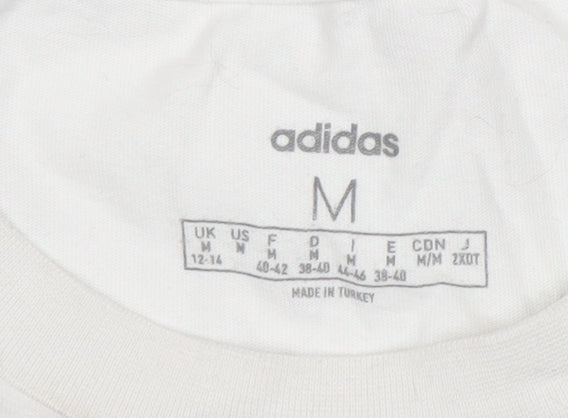 adidas
M
UK US F D I E CDN J
M M M M M M M/M 2XOT
12-14 40-42 38-40 44-46 38-40
MADE IN TURKEY